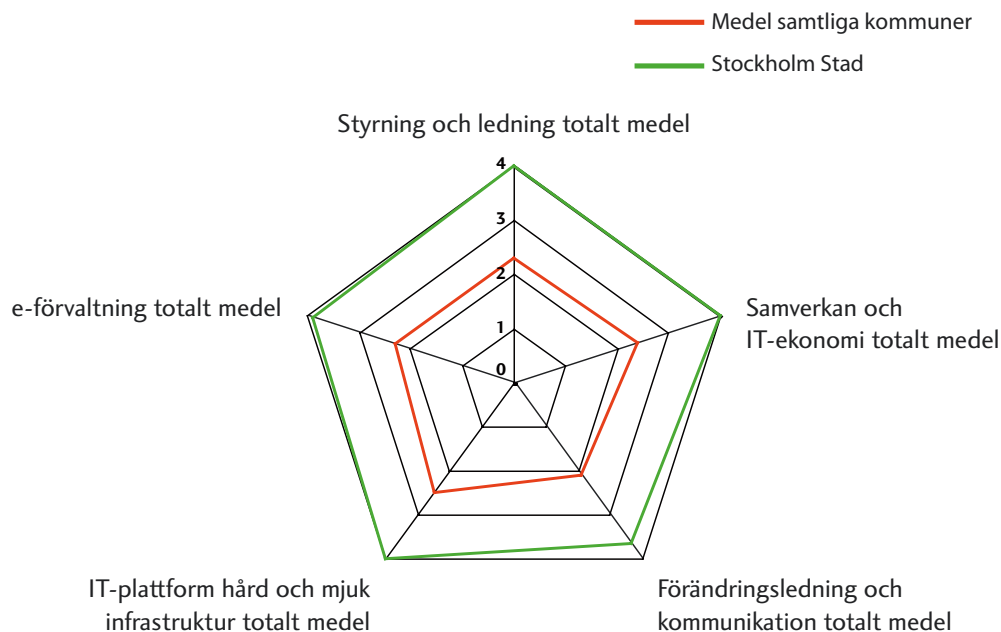 Medel samtliga kommuner
Stockholm Stad
Styrning och ledning totalt medel
4
3
2
1
0
e-förvaltning totalt medel
Samverkan och
IT-ekonomi totalt medel
IT-plattform hård och mjuk
infrastruktur totalt medel
Förändringsledning och
kommunikation totalt medel